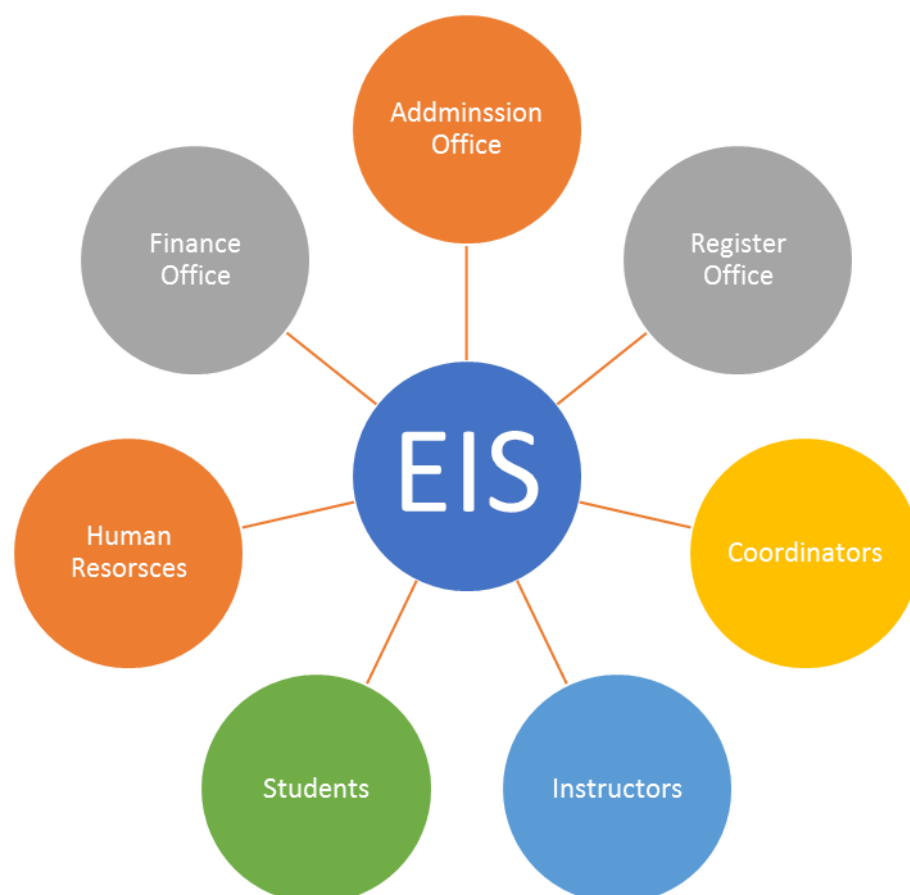 Addminssion
Office
Finance
Office
Register
Office
EIS
Human
Resorsces
Coordinators
Students
Instructors